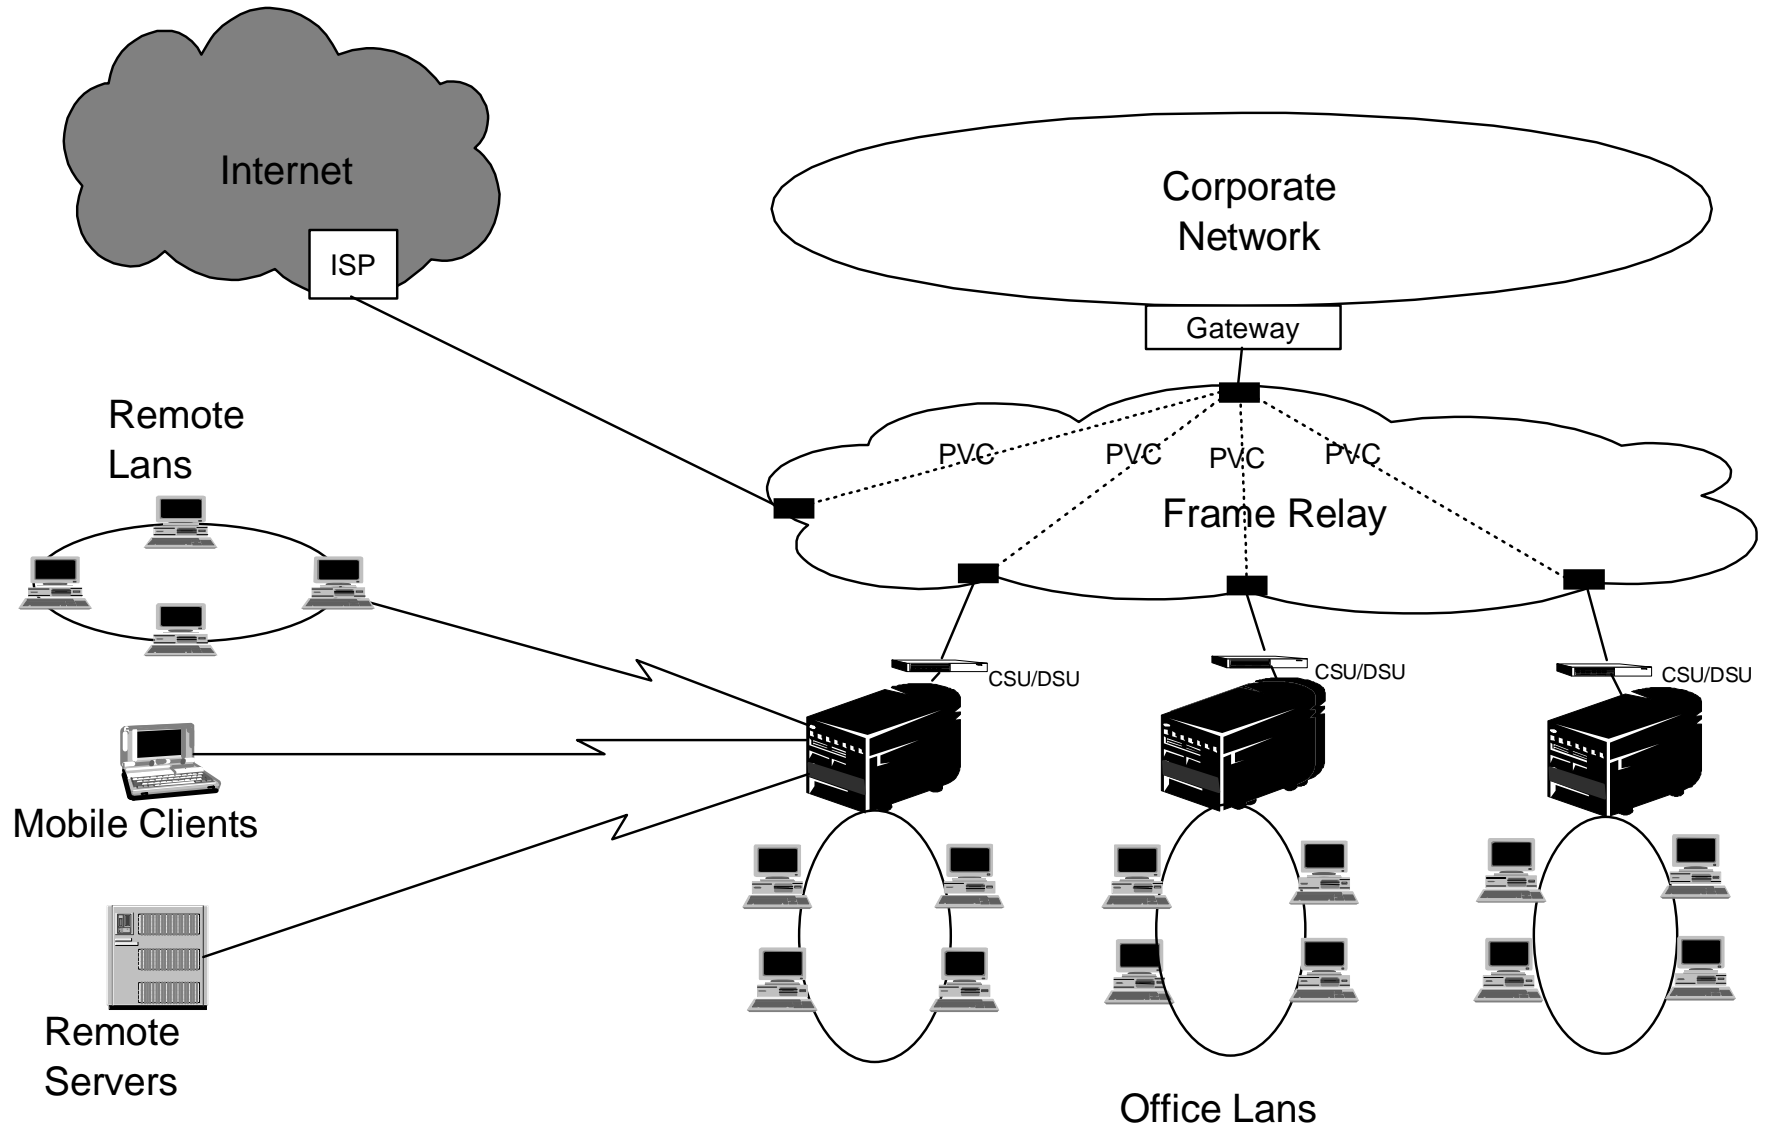 Internet
ISP
Corporate
Network
Gateway
Remote
Lans
PVC
PVC
PVC
PVC
Frame Relay
CSU/DSU
CSU/DSU
CSU/DSU
Mobile Clients
Remote
Servers
Office Lans